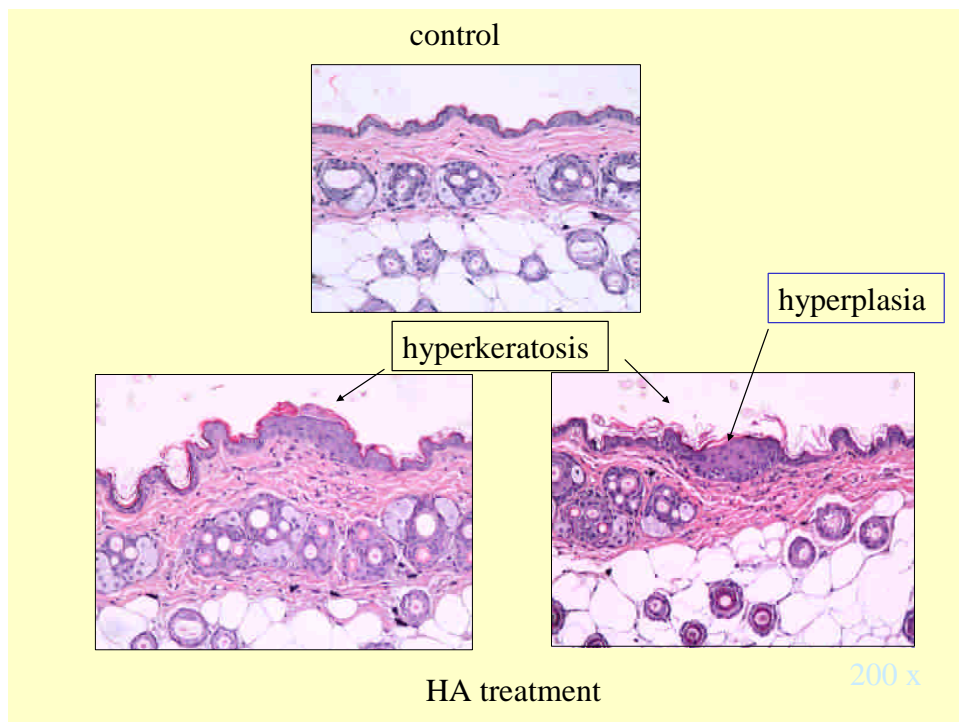 control
hyperplasia
hyperkeratosis
HA treatment
200 x